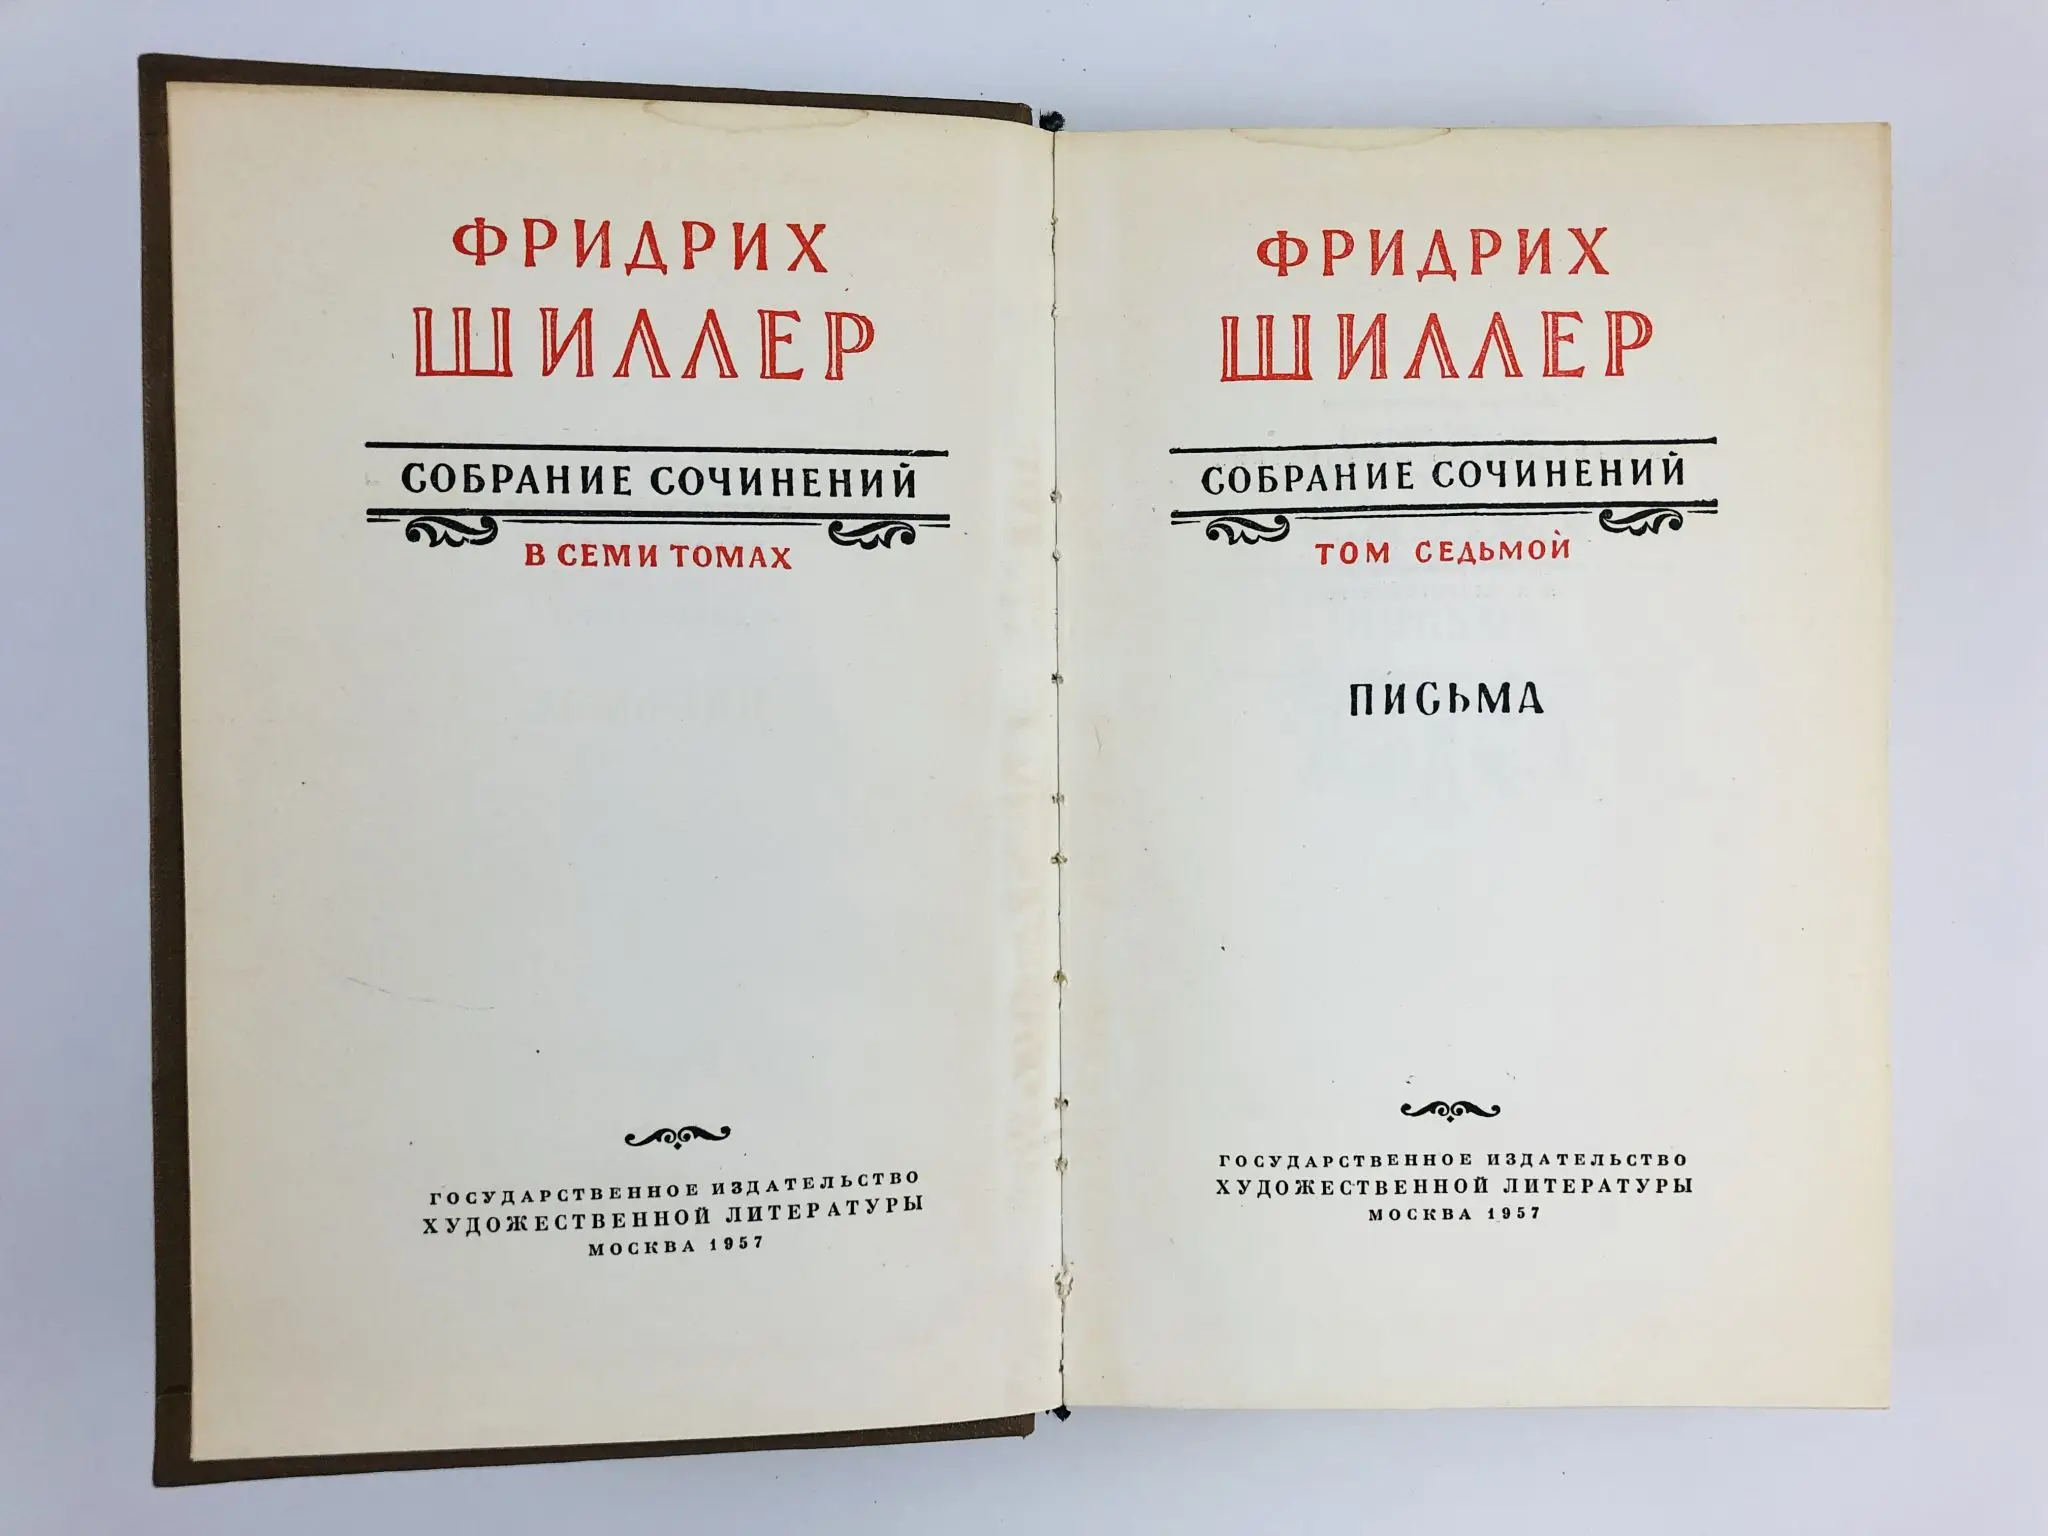 ФРИДРИХ
ШИЛЛЕР
СОБРАНИЕ СОЧИНЕНИЙ
В СЕМИ ТОМАХ
ГОСУДАРСТВЕННОЕ ИЗДАТЕЛЬСТВО
ХУДОЖЕСТВЕННОЙ ЛИТЕРАТУРЫ
МОСКВА 1957
ФРИДРИХ
ШИЛЛЕР
СОБРАНИЕ СОЧИНЕНИЙ
ТОМ СЕДЬМОЙ
ПИСЬМА
ГОСУДАРСТВЕННОЕ ИЗДАТЕЛЬСТВО
ХУДОЖЕСТВЕННОЙ ЛИТЕРАТУРЫ
МОСКВА 1957